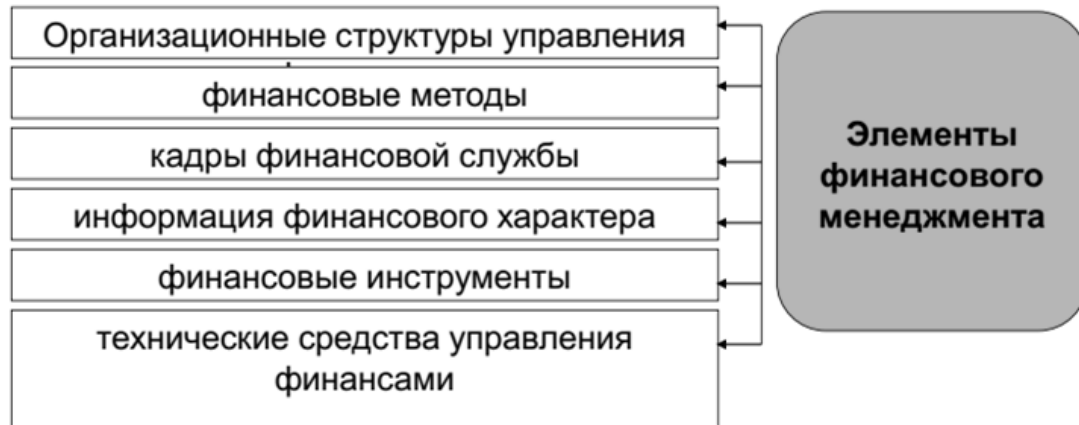 Организационные структуры управления
финансовые методы
кадры финансовой службы
информация финансового характера
финансовые инструменты
технические средства управления
финансами
Элементы
финансового
менеджмента